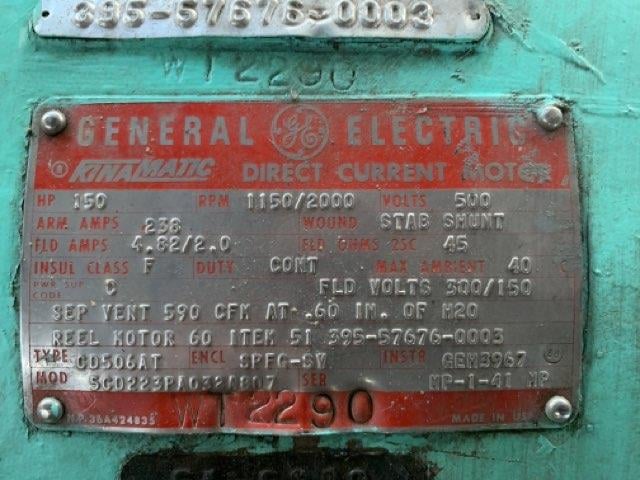 395-57676-0003
WT2290
GENERAL GE ELECTRIC
® KINAMATIC DIRECT CURRENT MOTOR
HP 150 RPM 1150/2000 VOLTS 500
ARM AMPS 238 WOUND STAB SHUNT
FLD AMPS 4.82/2.0 FLD OHMS 25C 45
INSUL CLASS F DUTY CONT MAX AMBIENT 40 C
PWR SUP CODE C FLD VOLTS 300/150
SEP VENT 590 CFM AT .60 IN. OF H2O
REEL MOTOR 60 ITEM 51 395-57676-0003
TYPE CD506AT ENCL SPFG-SV INSTR GEH3967
MOD 5CD223PA032A807 SER MP-1-41 MP
N.P. 36A424835 WT2290 MADE IN USA